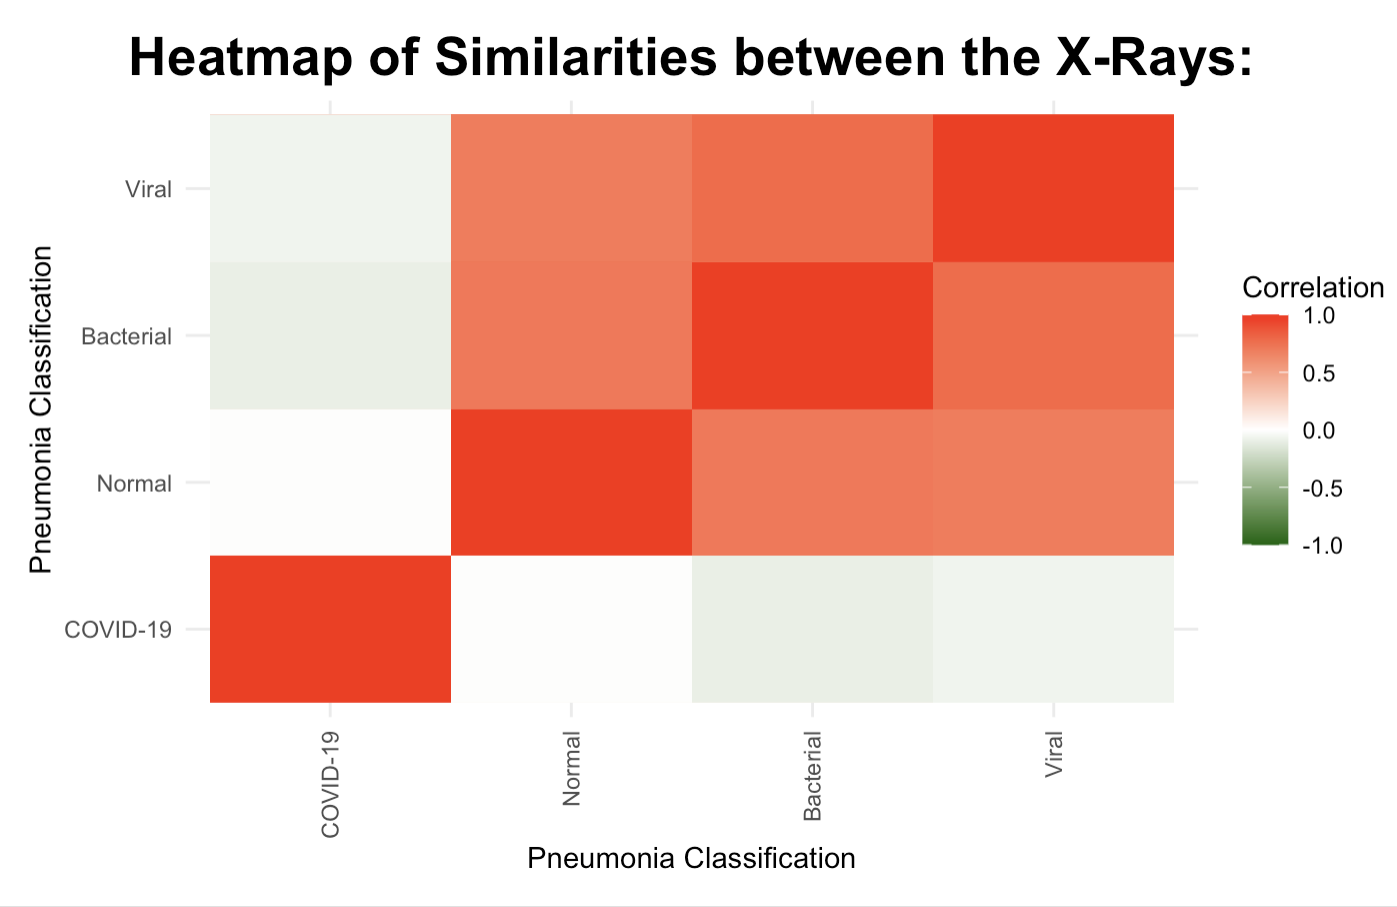 Heatmap of Similarities between the X-Rays:
Pneumonia Classification
Viral
Bacterial
Normal
COVID-19
COVID-19
Normal
Bacterial
Viral
Pneumonia Classification
Correlation
1.0
0.5
0.0
-0.5
-1.0